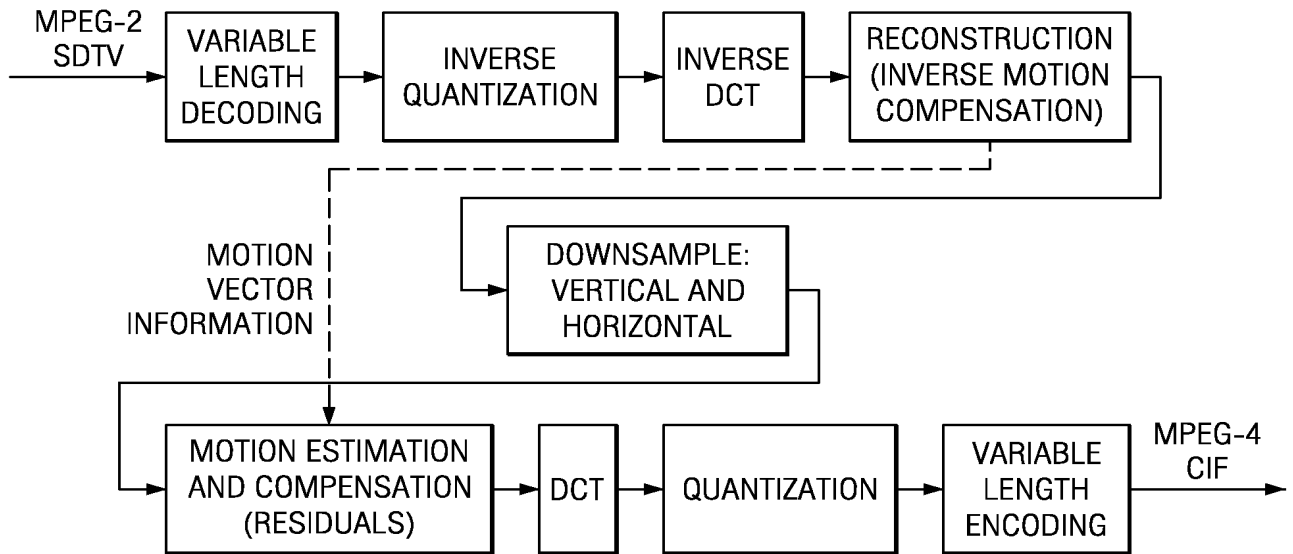 MPEG-2
SDTV
VARIABLE
LENGTH
DECODING
INVERSE
QUANTIZATION
INVERSE
DCT
RECONSTRUCTION
(INVERSE MOTION
COMPENSATION)
MOTION
VECTOR
INFORMATION
DOWNSAMPLE:
VERTICAL AND
HORIZONTAL
MOTION ESTIMATION
AND COMPENSATION
(RESIDUALS)
DCT
QUANTIZATION
VARIABLE
LENGTH
ENCODING
MPEG-4
CIF